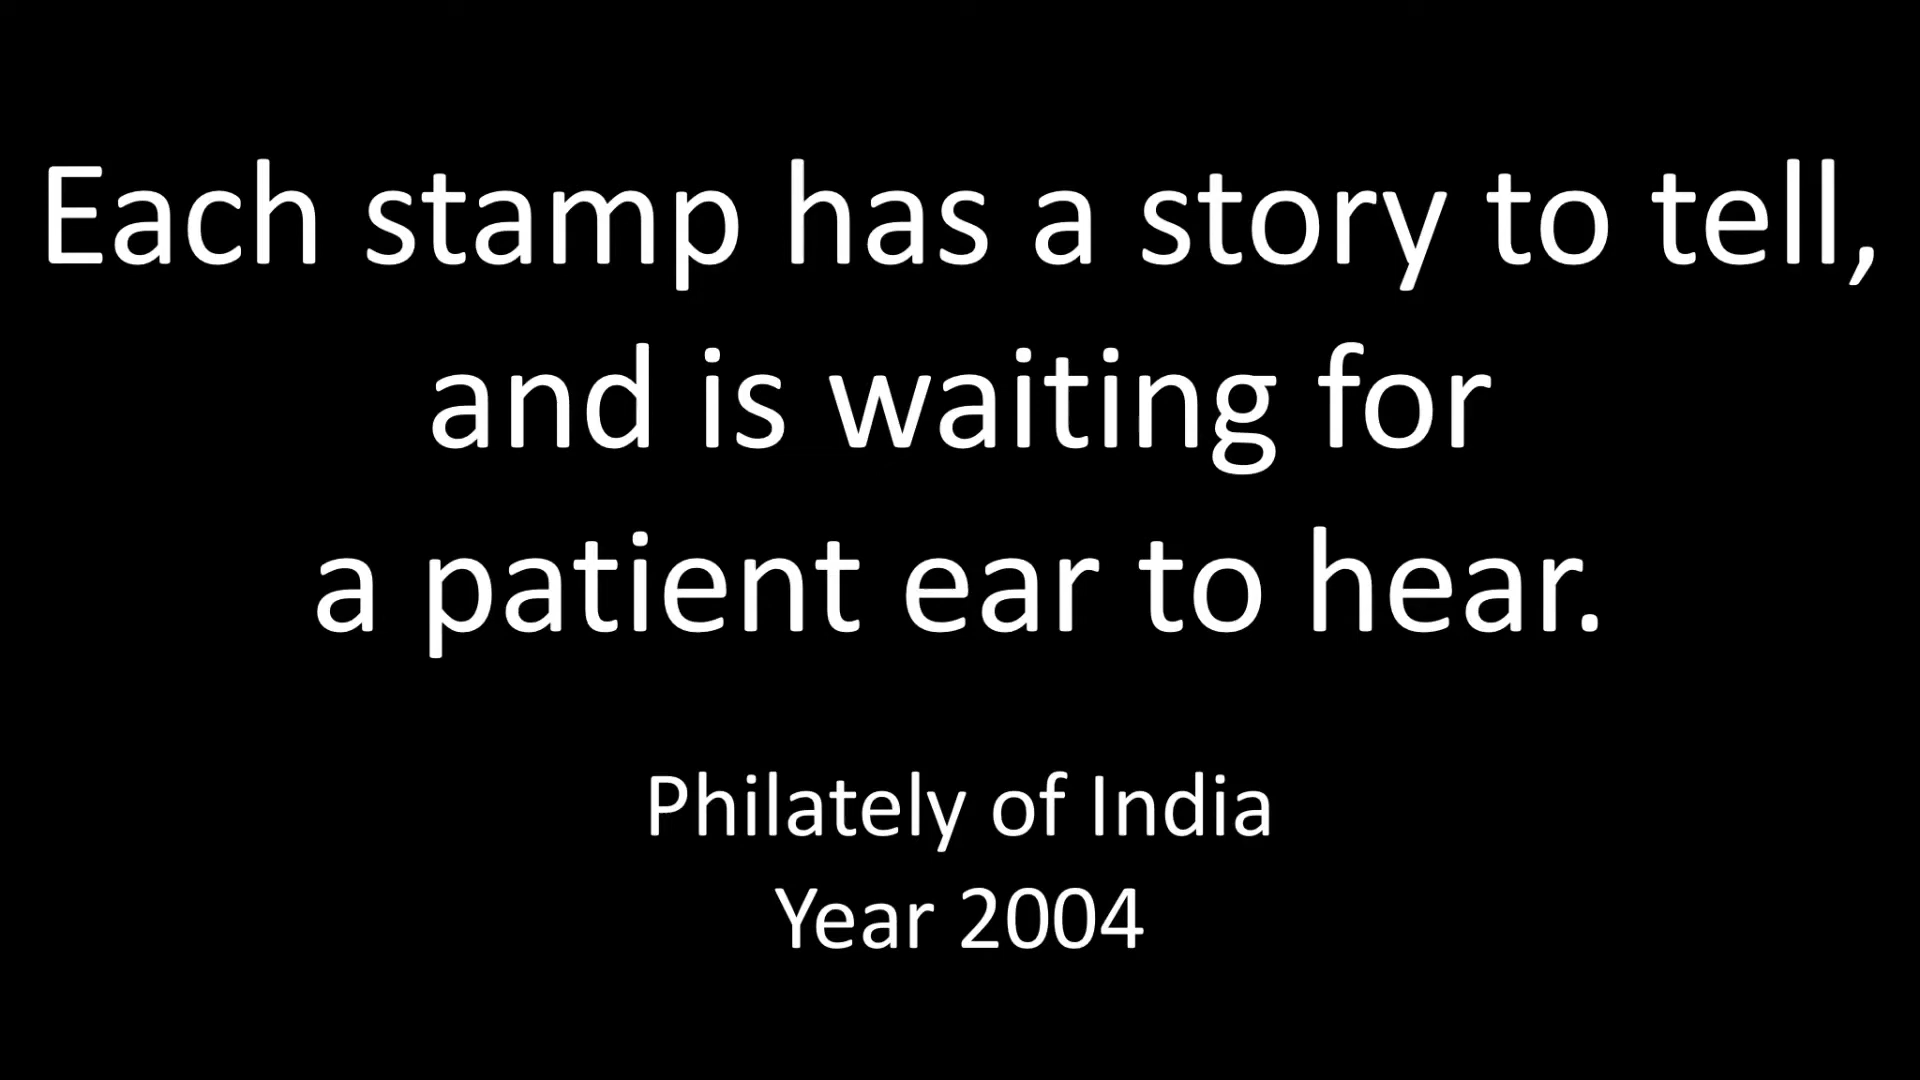 Each stamp has a story to tell,
and is waiting for
a patient ear to hear.
Philately of India
Year 2004